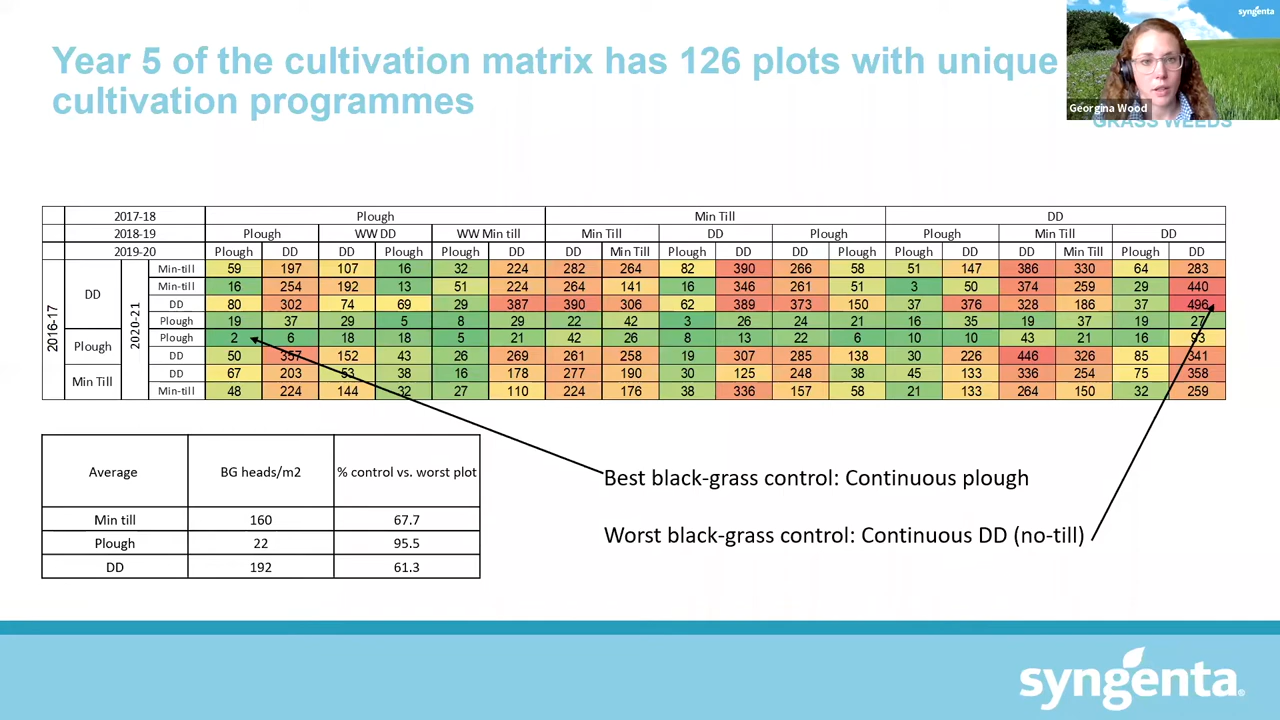 Year 5 of the cultivation matrix has 126 plots with unique
cultivation programmes
syngenta
Georgina Wood
GRASS WEEDS
2017-18 Plough Min Till DD
2018-19 Plough WW DD WW Min till Min Till DD Plough Plough Min Till DD
2019-20 Plough DD DD Plough Plough DD DD Min Till Plough DD DD Plough Plough DD DD Min Till Plough DD
2016-17 DD 2020-21 Min-till 59 197 107 16 32 224 282 264 82 390 266 58 51 147 386 330 64 283
Min-till 16 254 192 13 51 224 264 141 16 346 261 51 3 50 374 259 29 440
DD 80 302 74 69 29 387 390 306 62 389 373 150 37 376 328 186 37 496
Plough 19 37 29 5 8 29 22 42 3 26 24 21 16 35 19 37 19 27
Plough Plough 2 6 18 18 5 21 42 26 8 13 22 6 10 10 43 21 16 93
DD 50 357 152 43 26 269 261 258 19 307 285 138 30 226 446 326 85 341
Min Till DD 67 203 53 38 16 178 277 190 30 125 248 38 45 133 336 254 75 358
Min-till 48 224 144 32 27 110 224 176 38 336 157 58 21 133 264 150 32 259
Average BG heads/m2 % control vs. worst plot
Min till 160 67.7
Plough 22 95.5
DD 192 61.3
Best black-grass control: Continuous plough
Worst black-grass control: Continuous DD (no-till)
syngenta®